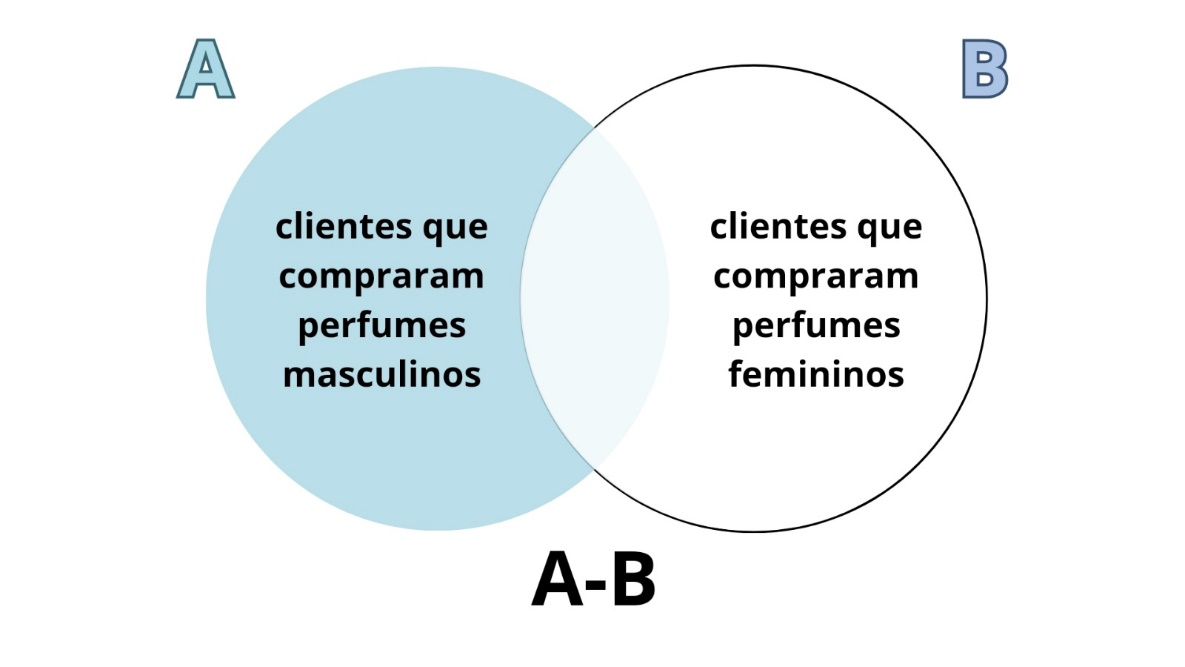 A
B
clientes que
compraram
perfumes
masculinos
clientes que
compraram
perfumes
femininos
A-B